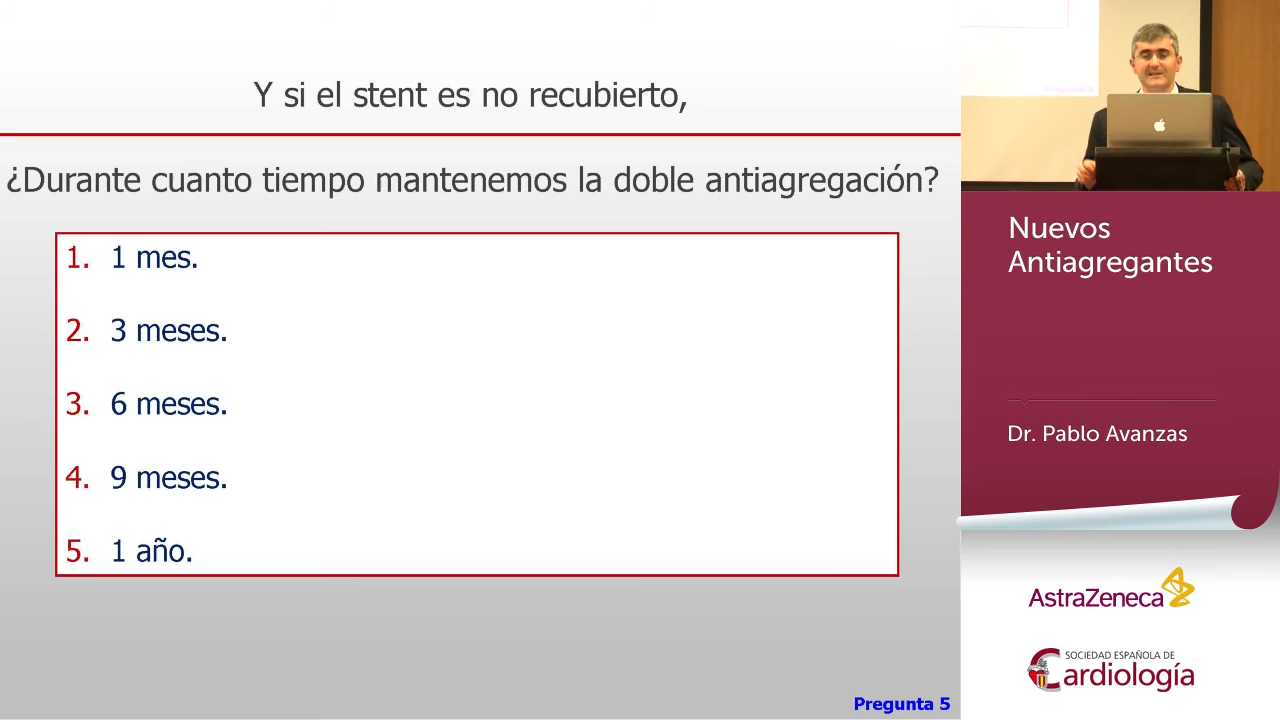 Y si el stent es no recubierto,
¿Durante cuanto tiempo mantenemos la doble antiagregación?
1. 1 mes.
2. 3 meses.
3. 6 meses.
4. 9 meses.
5. 1 año.
Pregunta 5
Nuevos
Antiagregantes
Dr. Pablo Avanzas
AstraZeneca
SOCIEDAD ESPAÑOLA DE
Cardiología